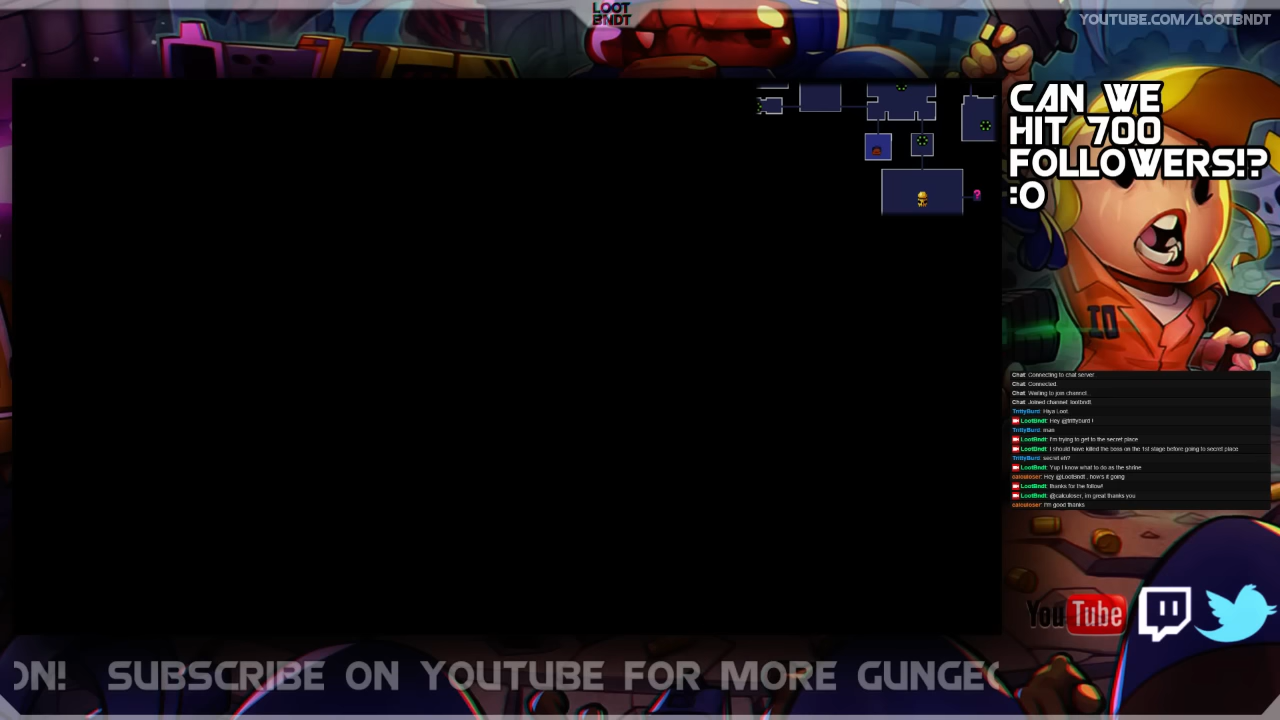 LOOT
BNDT
YOUTUBE.COM/LOOTBNDT
CAN WE
HIT 700
FOLLOWERS!?
:O
ID
Chat: Connecting to chat server
Chat: Connected.
Chat: Waiting to join channel...
Chat: Joined channel: lootbndt.
TrittyBurd: Hiya Loot
LootBndt: Hey @trittyburd !
TrittyBurd: man
LootBndt: I'm trying to get to the secret place
LootBndt: I should have killed the boss on the 1st stage before going to secret place
TrittyBurd: secret eh?
LootBndt: Yup I know what to do as the shrine
calculoser: Hey @LootBndt , how's it going
LootBndt: thanks for the follow!!
LootBndt: @calculoser, im great thanks you
calculoser: I'm good thanks
YouTube
ON! SUBSCRIBE ON YOUTUBE FOR MORE GUNGEO